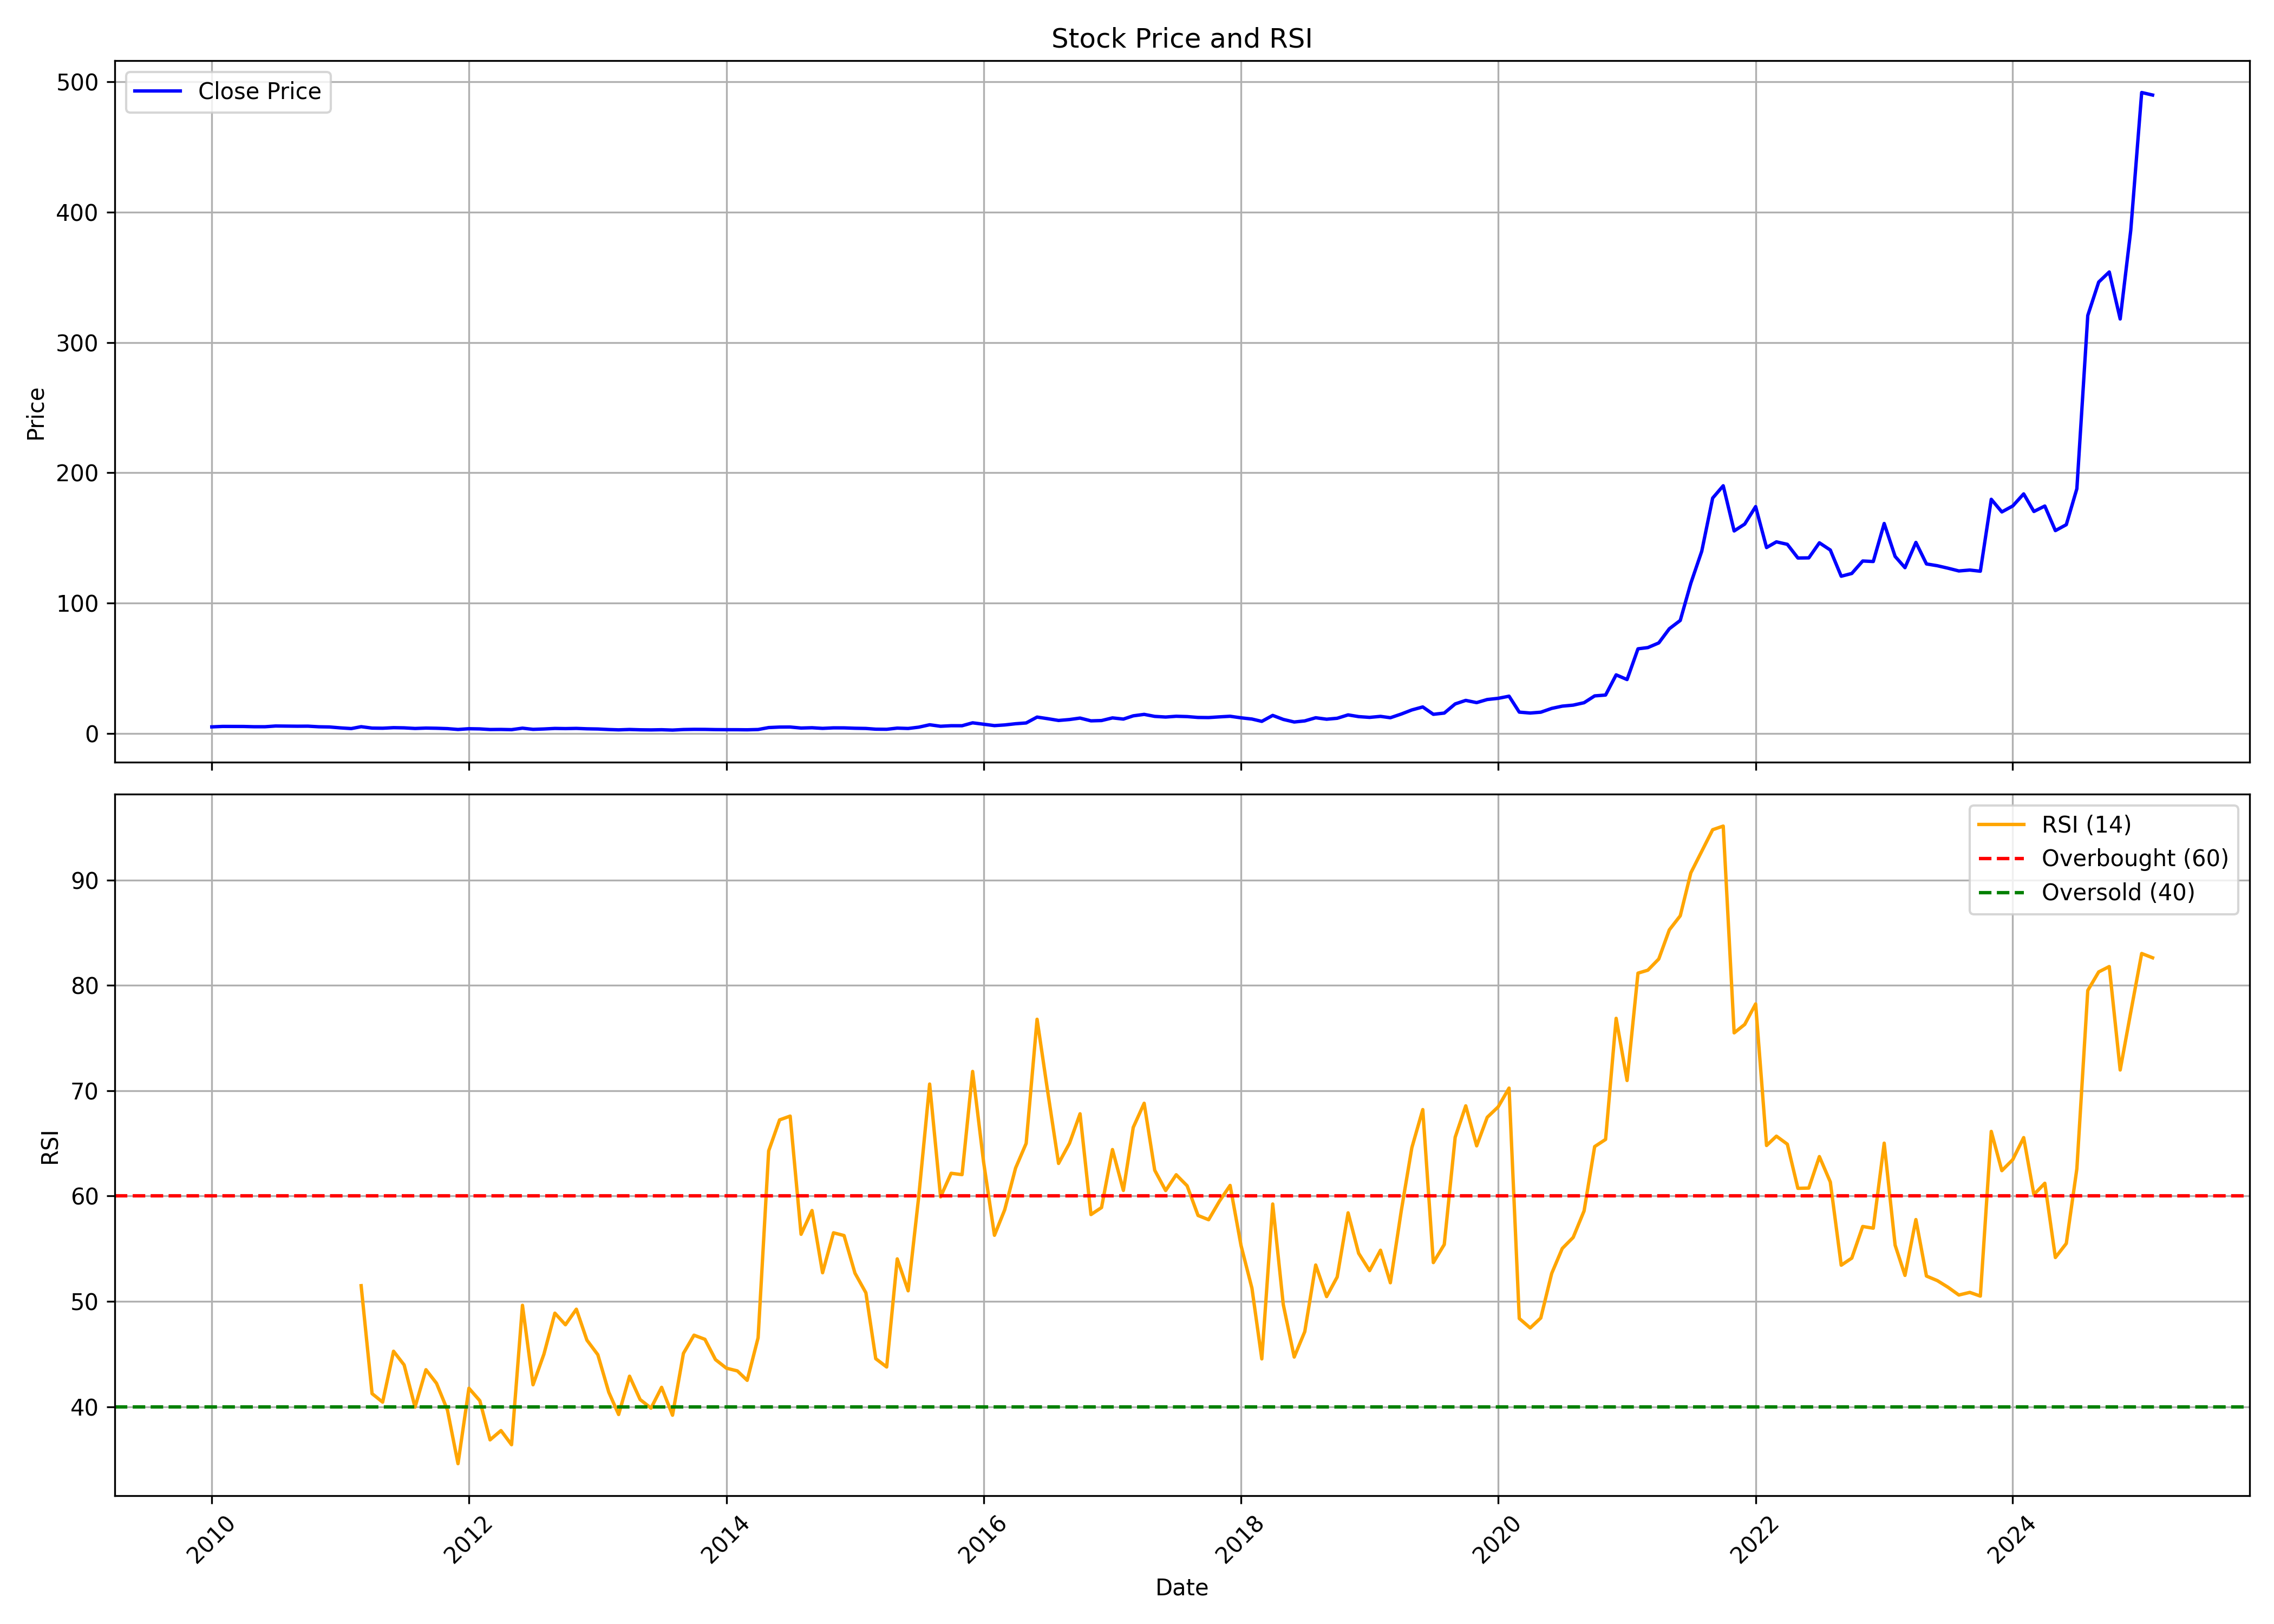 Stock Price and RSI
Close Price
500
400
300
200
100
0
Price
RSI (14)
Overbought (60)
Oversold (40)
90
80
70
60
50
40
RSI
2010
2012
2014
2016
2018
2020
2022
2024
Date